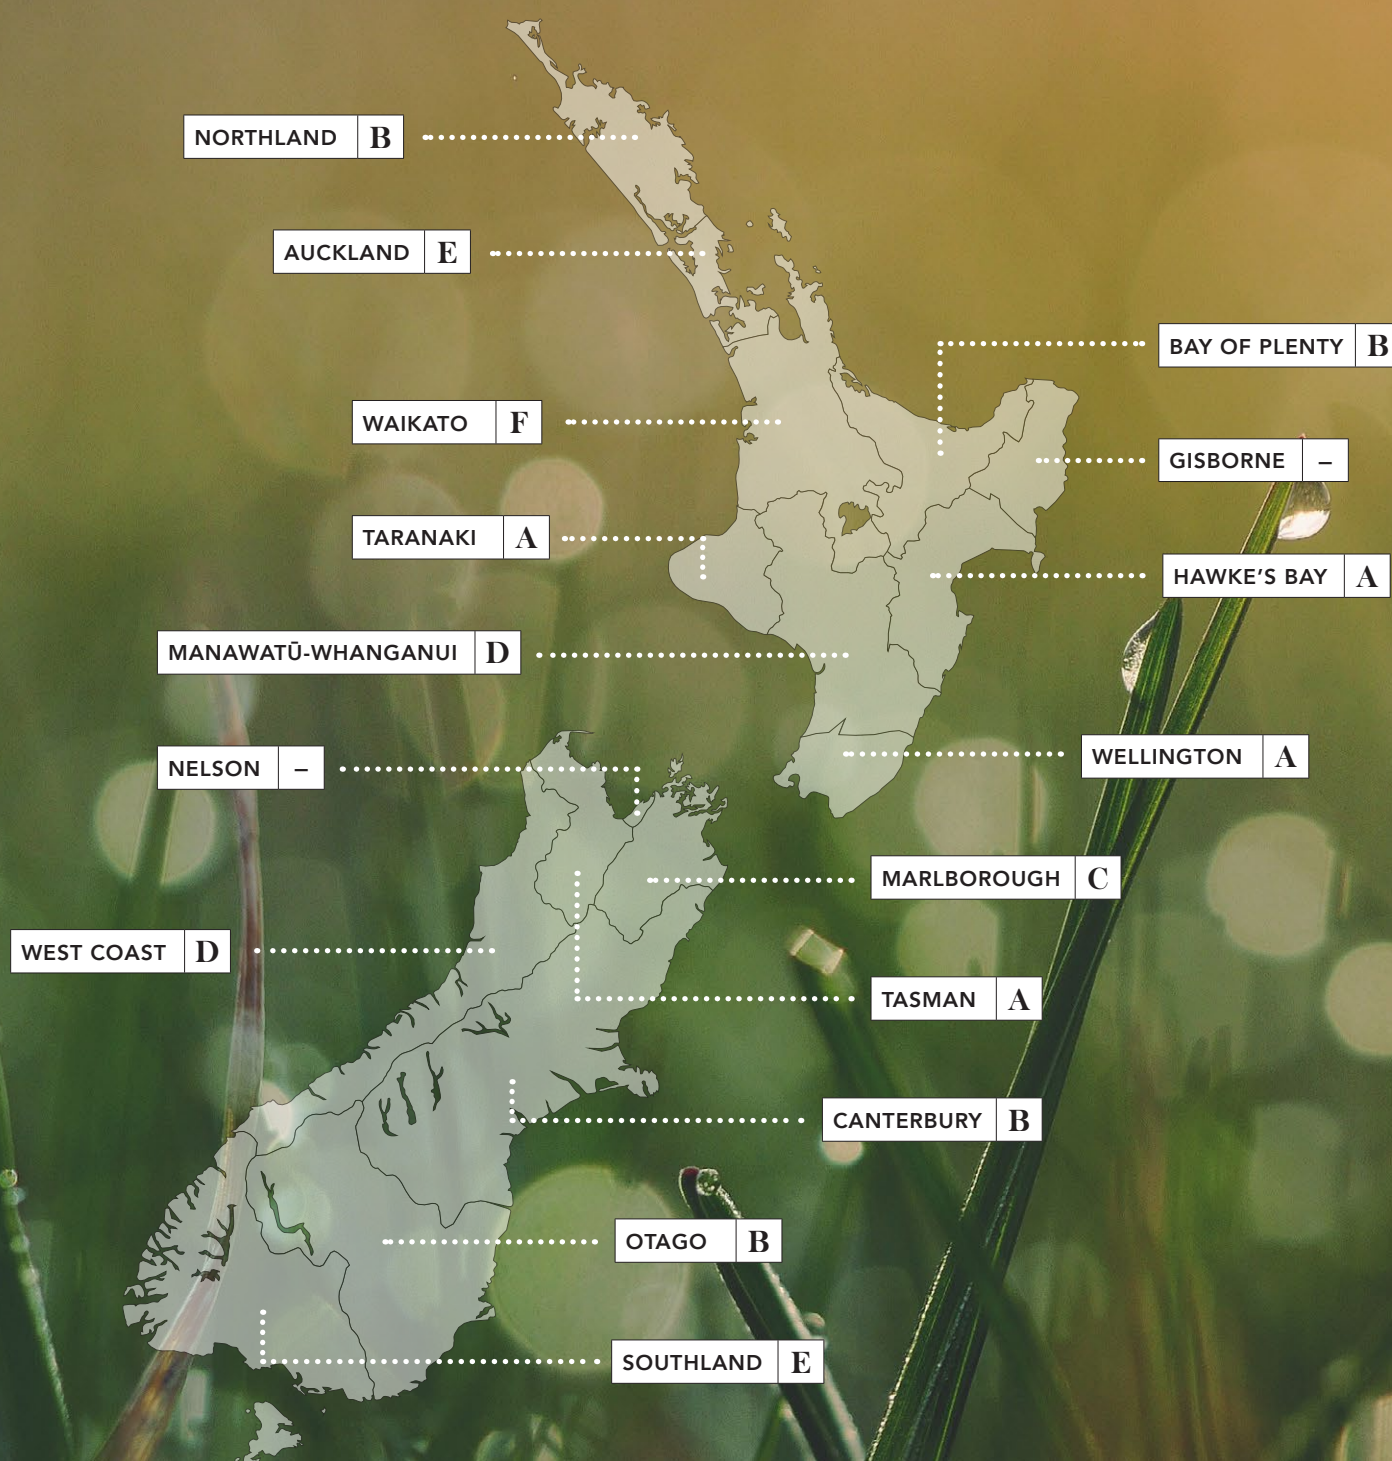 NORTHLAND B
AUCKLAND E
BAY OF PLENTY B
WAIKATO F
GISBORNE –
TARANAKI A
HAWKE'S BAY A
MANAWATŪ-WHANGANUI D
WELLINGTON A
NELSON –
MARLBOROUGH C
WEST COAST D
TASMAN A
CANTERBURY B
OTAGO B
SOUTHLAND E